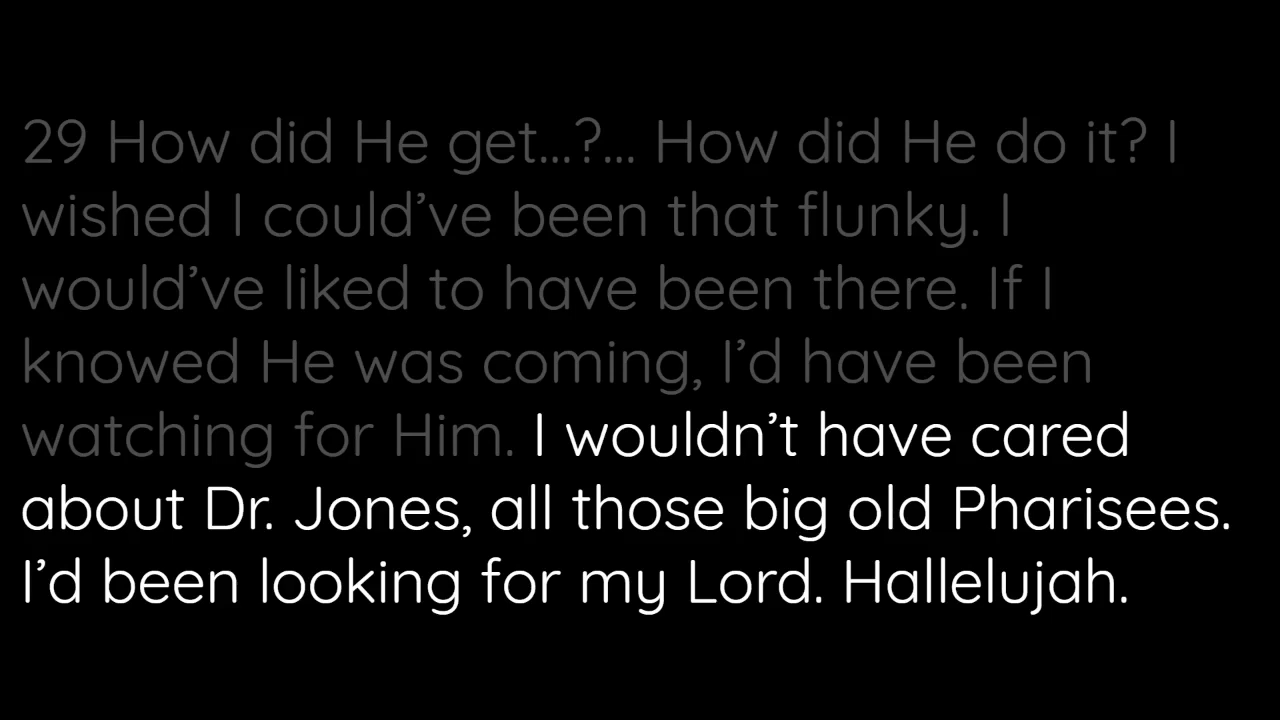 29 How did He get...?... How did He do it? I
wished I could’ve been that flunky. I
would’ve liked to have been there. If I
knowed He was coming, I’d have been
watching for Him. I wouldn’t have cared
about Dr. Jones, all those big old Pharisees.
I’d been looking for my Lord. Hallelujah.